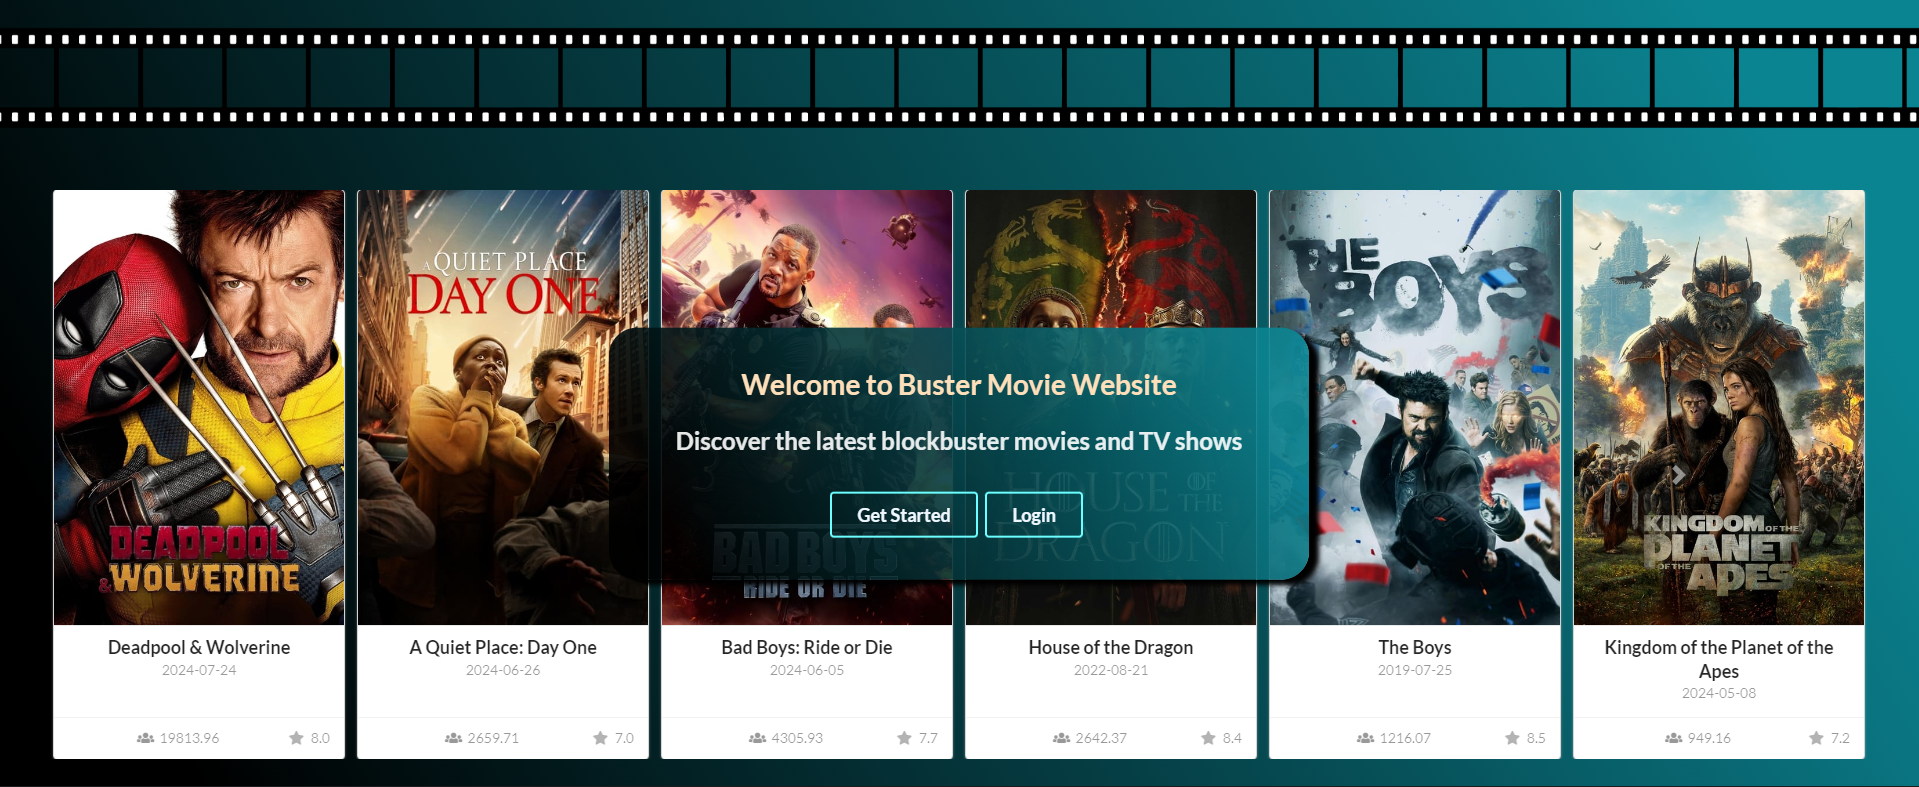 A QUIET PLACE
DAY ONE
THE
BOYS
Welcome to Buster Movie Website
Discover the latest blockbuster movies and TV shows
Get Started
Login
DEADPOOL
& WOLVERINE
BAD BOYS
RIDE OR DIE
HOUSE OF
THE
DRAGON
KINGDOM OF THE
PLANET
OF THE APES
Deadpool & Wolverine
2024-07-24
19813.96 8.0
A Quiet Place: Day One
2024-06-26
2659.71 7.0
Bad Boys: Ride or Die
2024-06-05
4305.93 7.7
House of the Dragon
2022-08-21
2642.37 8.4
The Boys
2019-07-25
1216.07 8.5
Kingdom of the Planet of the
Apes
2024-05-08
949.16 7.2